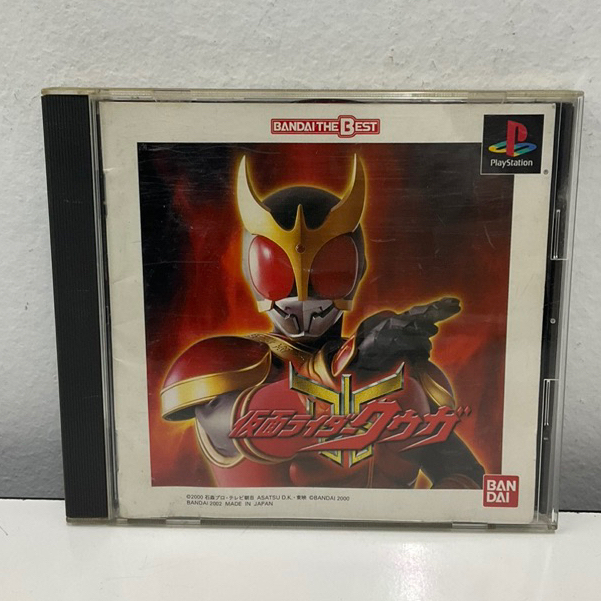 BANDAI THE BEST
PlayStation
仮面ライダークウガ
©2000 石森プロ・テレビ朝日 ASATSU D.K.・東映 ©BANDAI 2000
BANDAI 2002 MADE IN JAPAN
BAN
DAI